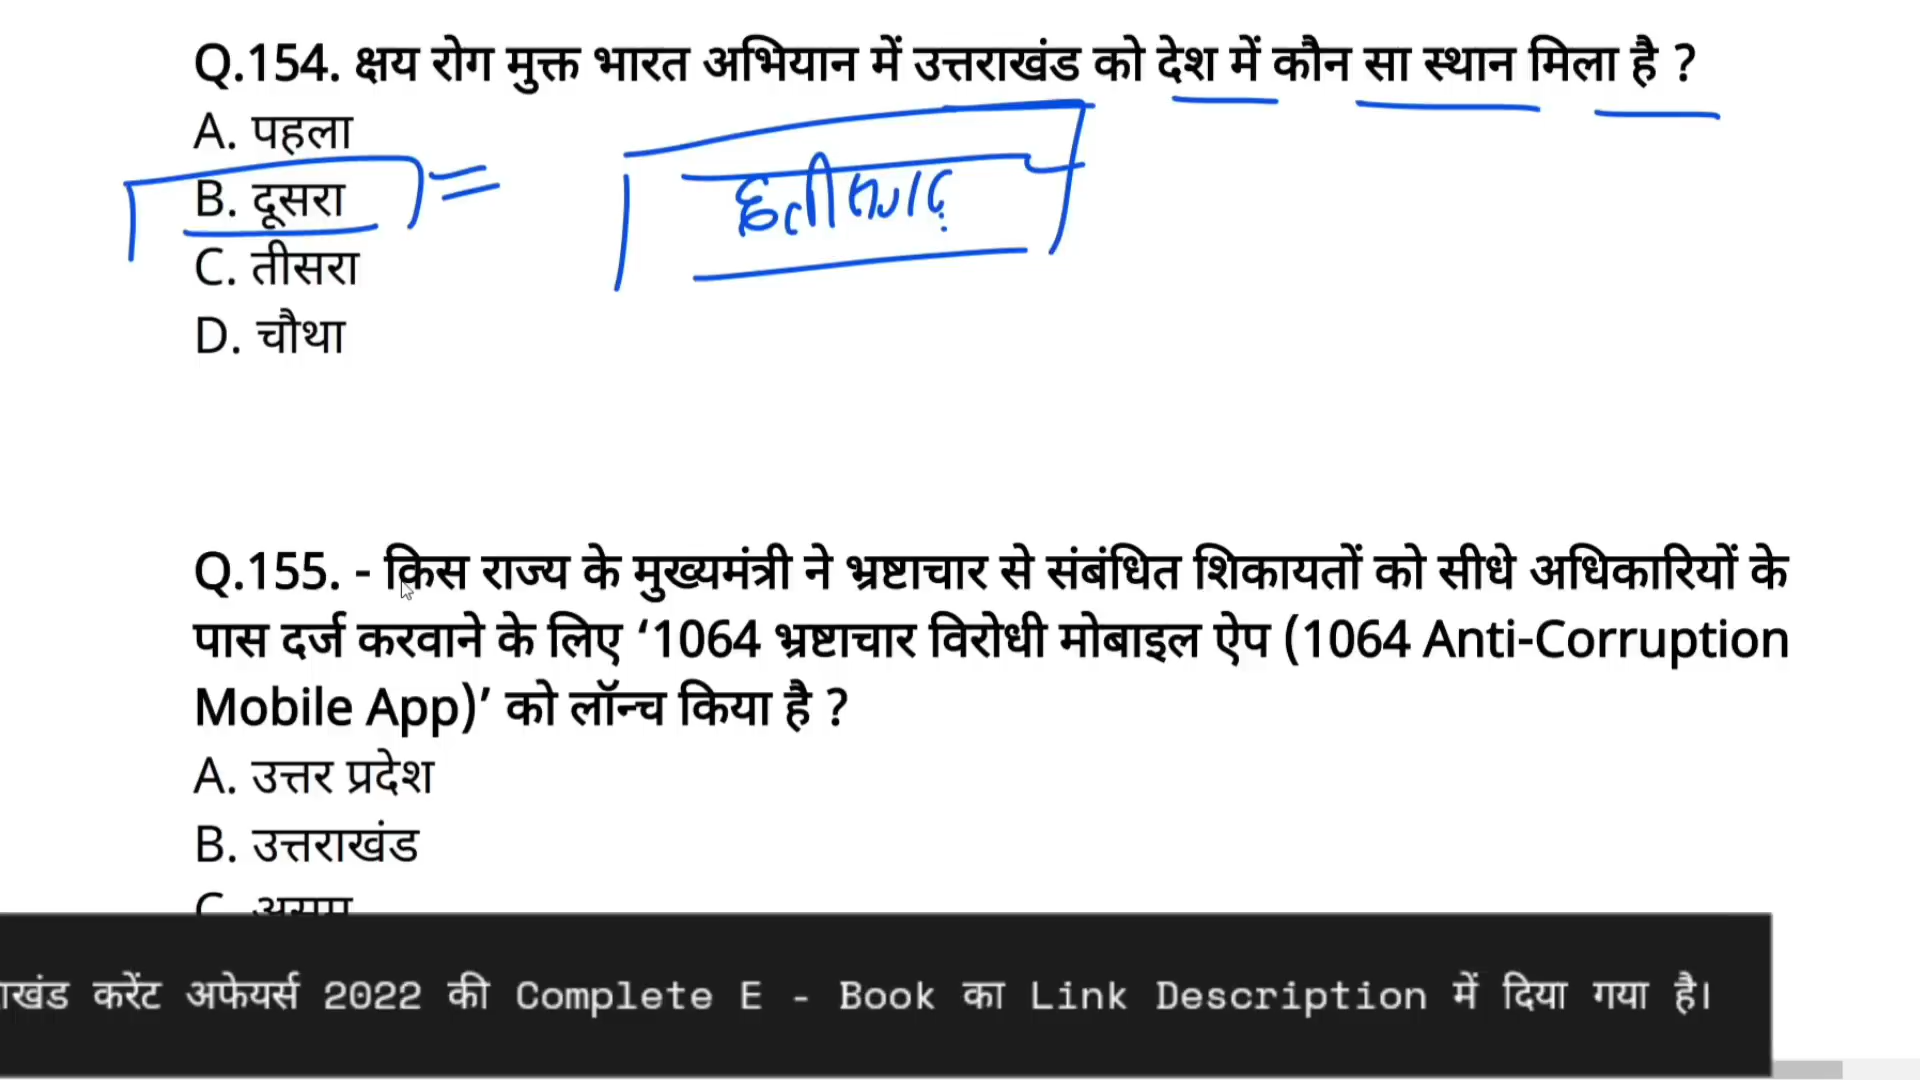 Q.154. क्षय रोग मुक्त भारत अभियान में उत्तराखंड को देश में कौन सा स्थान मिला है ?
A. पहला
B. दूसरा
C. तीसरा
D. चौथा
Q.155. - किस राज्य के मुख्यमंत्री ने भ्रष्टाचार से संबंधित शिकायतों को सीधे अधिकारियों के
पास दर्ज करवाने के लिए ‘1064 भ्रष्टाचार विरोधी मोबाइल ऐप (1064 Anti-Corruption
Mobile App)’ को लॉन्च किया है ?
A. उत्तर प्रदेश
B. उत्तराखंड
C. असम
ाखंड करेंट अफेयर्स 2022 की Complete E - Book का Link Description में दिया गया है।